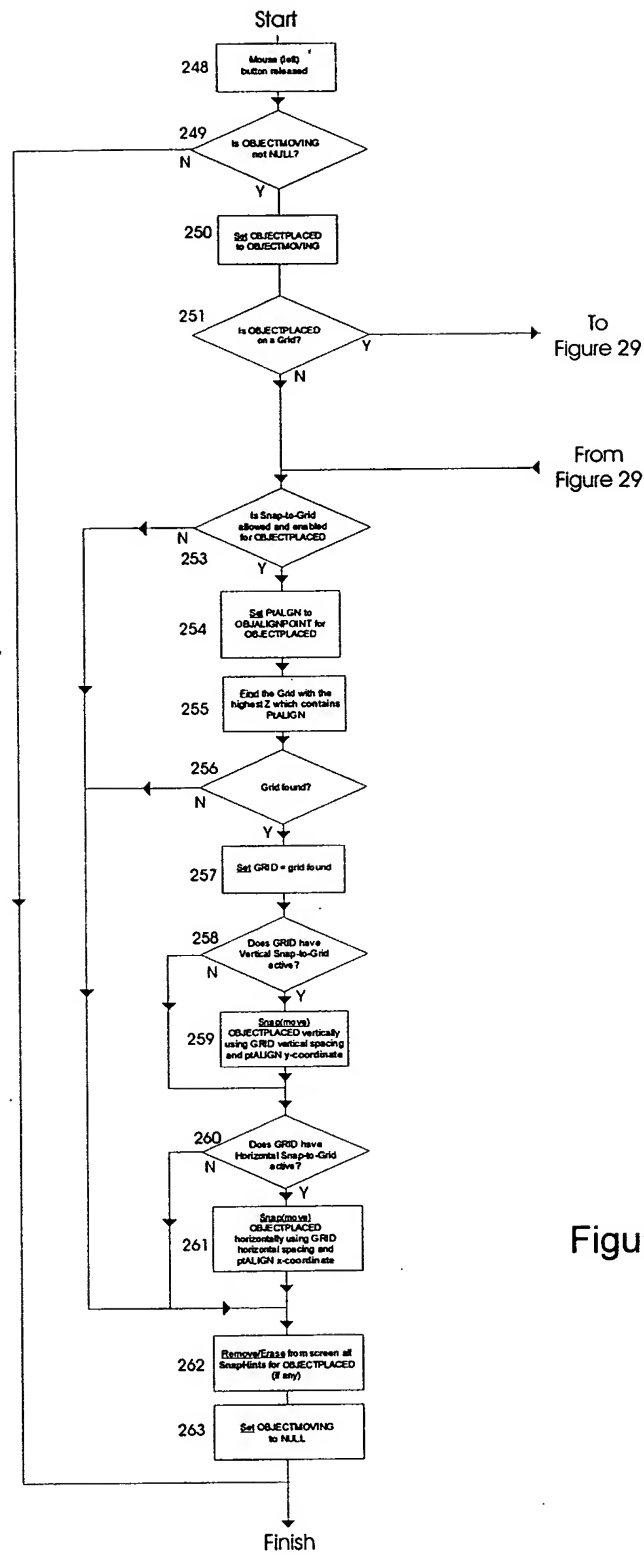 Start
248
Mouse (left)
button released
249
Is OBJECTMOVING
not NULL?
N
Y
250
Set OBJECTPLACED
to OBJECTMOVING
251
Is OBJECTPLACED
on a Grid?
Y
To
Figure 29
N
From
Figure 29
Is Snap-to-Grid
allowed and enabled
for OBJECTPLACED
N
253
Y
254
Set PtALGN to
OBJALIGNPOINT for
OBJECTPLACED
255
Find the Grid with the
highest Z which contains
PtALIGN
256
Grid found?
N
Y
257
Set GRID = grid found
258
Does GRID have
Vertical Snap-to-Grid
active?
N
Y
259
Snap(move)
OBJECTPLACED vertically
using GRID vertical spacing
and ptALIGN y-coordinate
260
Does GRID have
Horizontal Snap-to-Grid
active?
N
Y
261
Snap(move)
OBJECTPLACED
horizontally using GRID
horizontal spacing and
ptALIGN x-coordinate
Figu
262
Remove/Erase from screen all
SnapHints for OBJECTPLACED
(if any)
263
Set OBJECTMOVING
to NULL
Finish